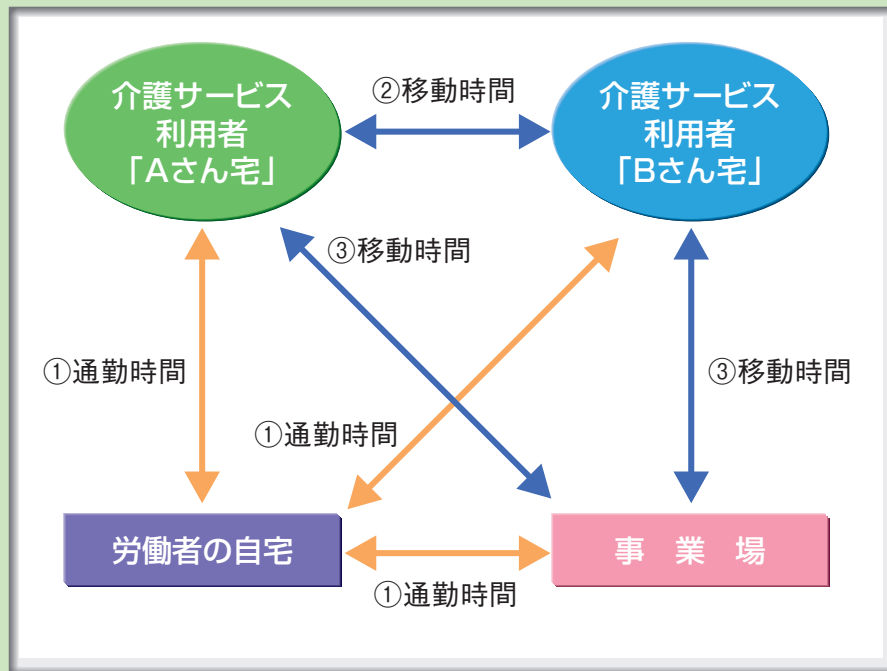 介護サービス
利用者
「Aさん宅」
②移動時間
介護サービス
利用者
「Bさん宅」
③移動時間
①通勤時間
③移動時間
①通勤時間
労働者の自宅
事 業 場
①通勤時間